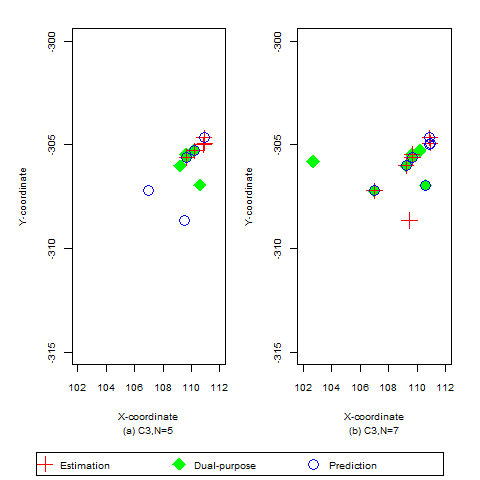 -300
-305
-310
-315
Y-coordinate
102 104 106 108 110 112
X-coordinate
(a) C3,N=5
-300
-305
-310
-315
Y-coordinate
102 104 106 108 110 112
X-coordinate
(b) C3,N=7
Estimation Dual-purpose Prediction